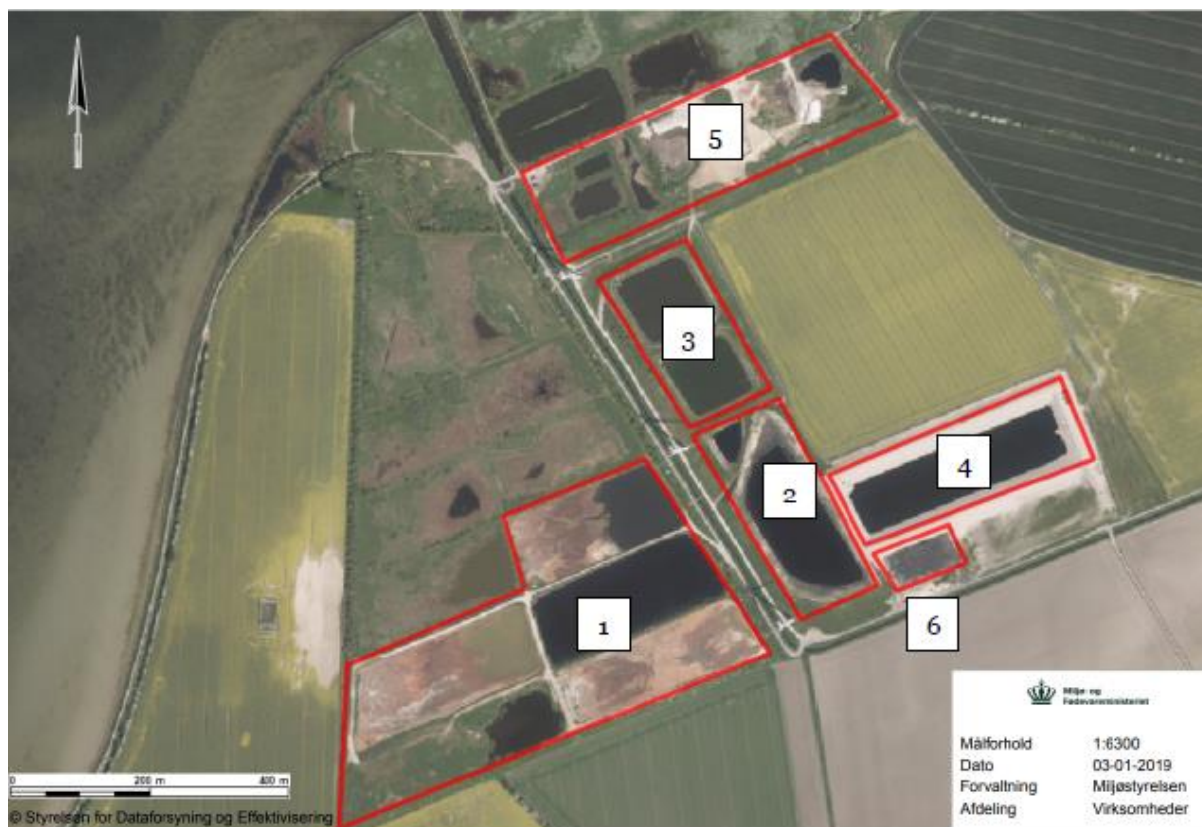 5
3
4
2
1
6
Miljø- og
Fødevareministeriet
Målforhold 1:6300
Dato 03-01-2019
Forvaltning Miljøstyrelsen
Afdeling Virksomheder
0 200 m 400 m
© Styrelsen for Dataforsyning og Effektivisering